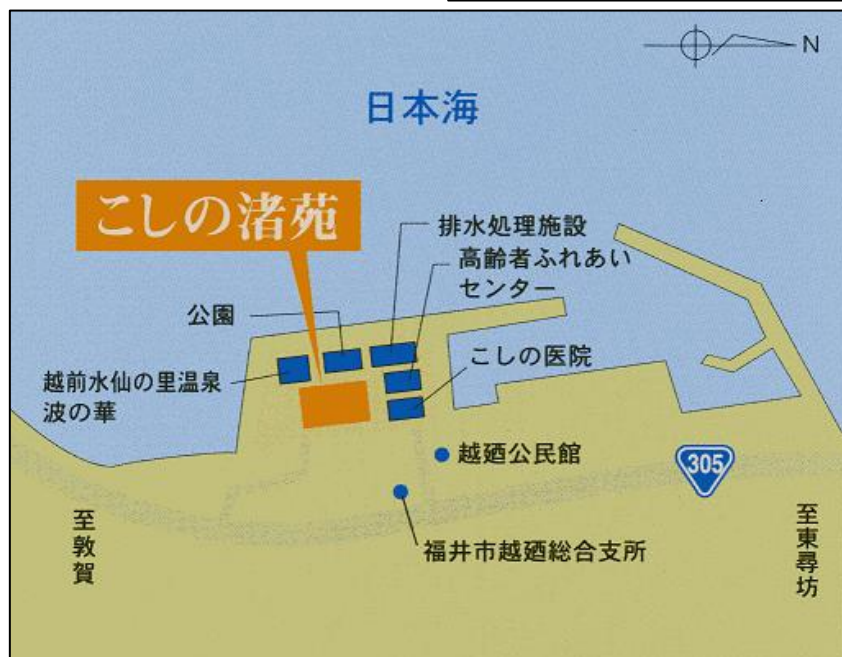 N
日本海
こしの渚苑
排水処理施設
高齢者ふれあい
センター
公園
こしの医院
越前水仙の里温泉
波の華
越廼公民館
305
至敦賀
至東尋坊
福井市越廼総合支所